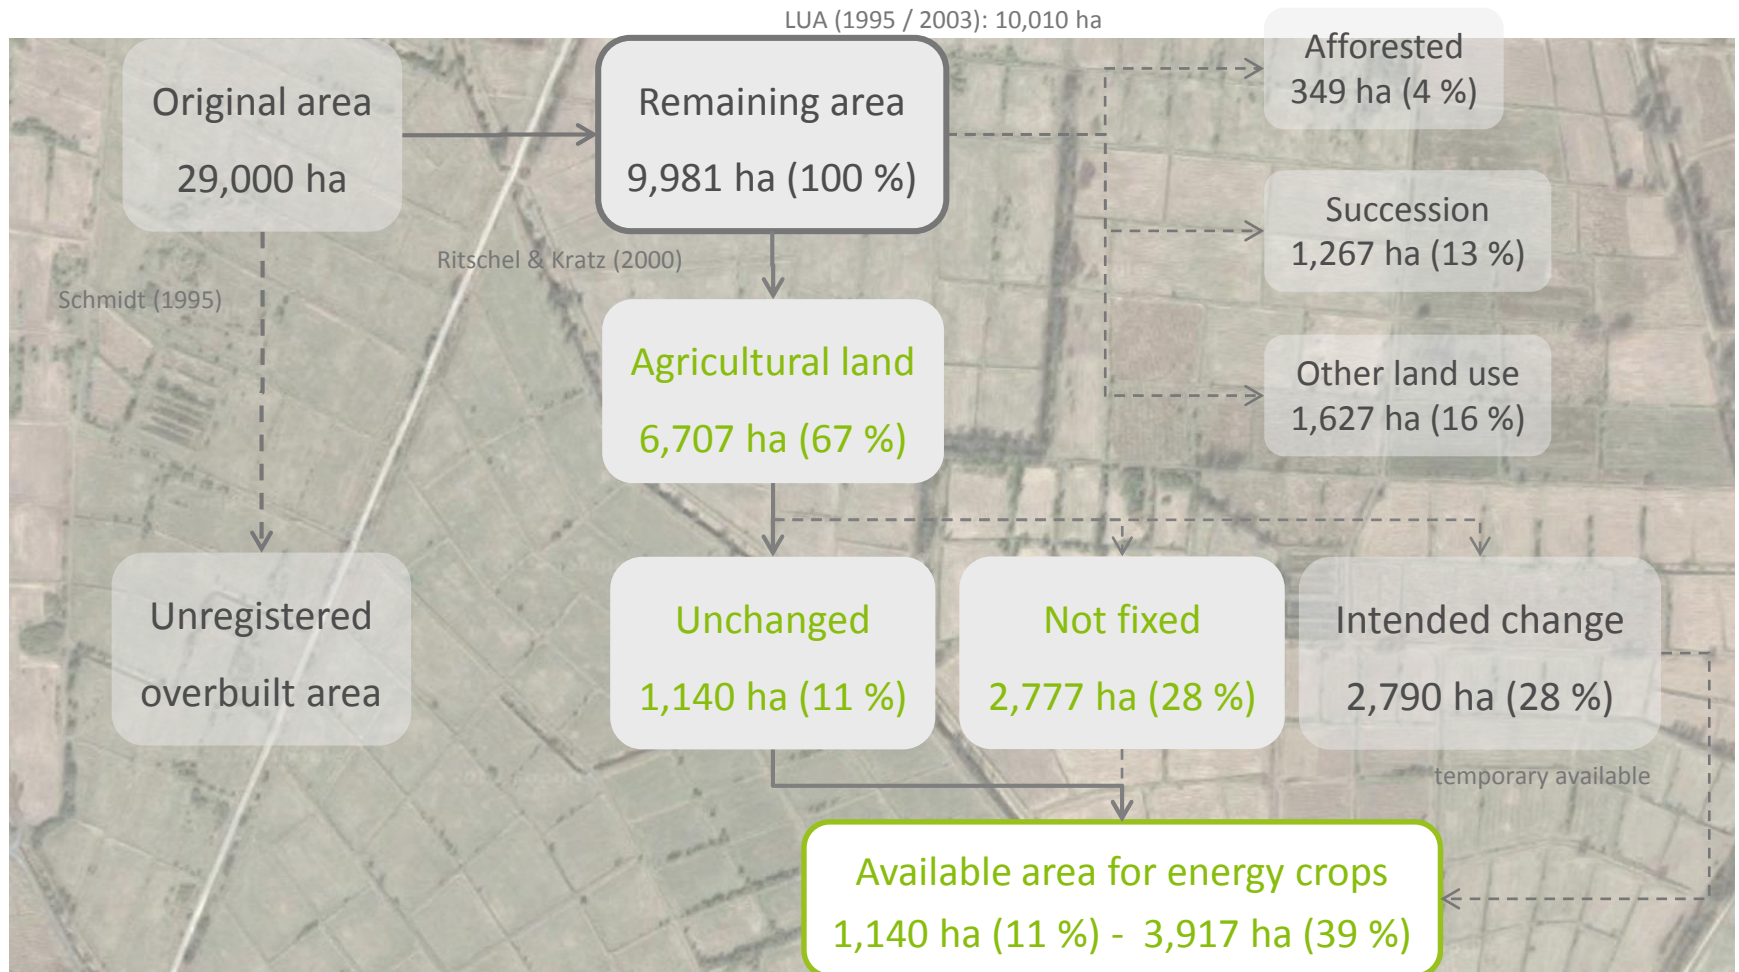 LUA (1995 / 2003): 10,010 ha
Original area
29,000 ha
Remaining area
9,981 ha (100 %)
Afforested
349 ha (4 %)
Succession
1,267 ha (13 %)
Ritschel & Kratz (2000)
Schmidt (1995)
Other land use
1,627 ha (16 %)
Agricultural land
6,707 ha (67 %)
Unregistered
overbuilt area
Unchanged
1,140 ha (11 %)
Not fixed
2,777 ha (28 %)
Intended change
2,790 ha (28 %)
temporary available
Available area for energy crops
1,140 ha (11 %) - 3,917 ha (39 %)